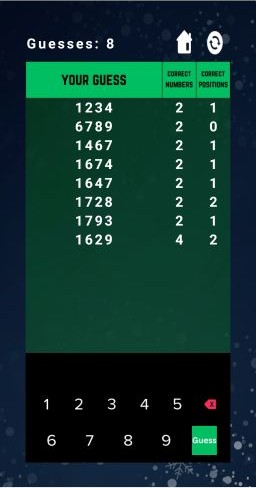 Guesses: 8
YOUR GUESS CORRECT NUMBERS CORRECT POSITIONS
1234 2 1
6789 2 0
1467 2 1
1674 2 1
1647 2 1
1728 2 2
1793 2 1
1629 4 2
1 2 3 4 5
6 7 8 9 Guess